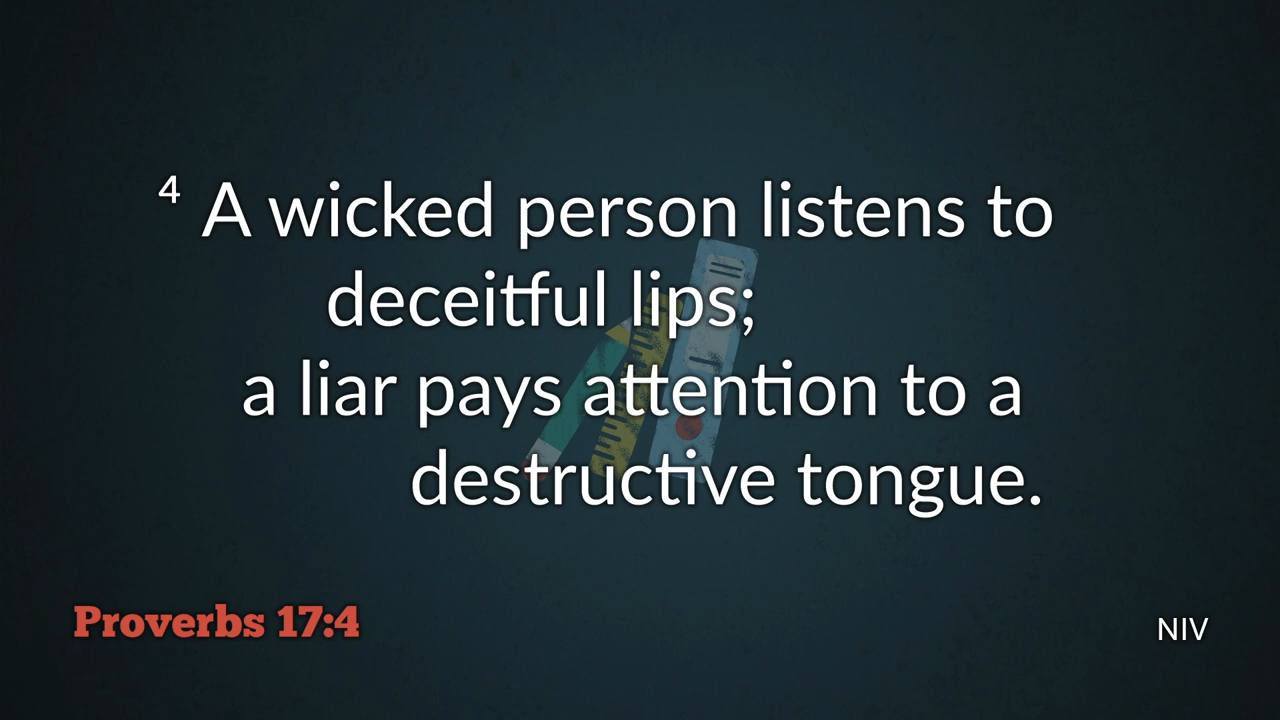 ⁴ A wicked person listens to
deceitful lips;
a liar pays attention to a
destructive tongue.
Proverbs 17:4
NIV